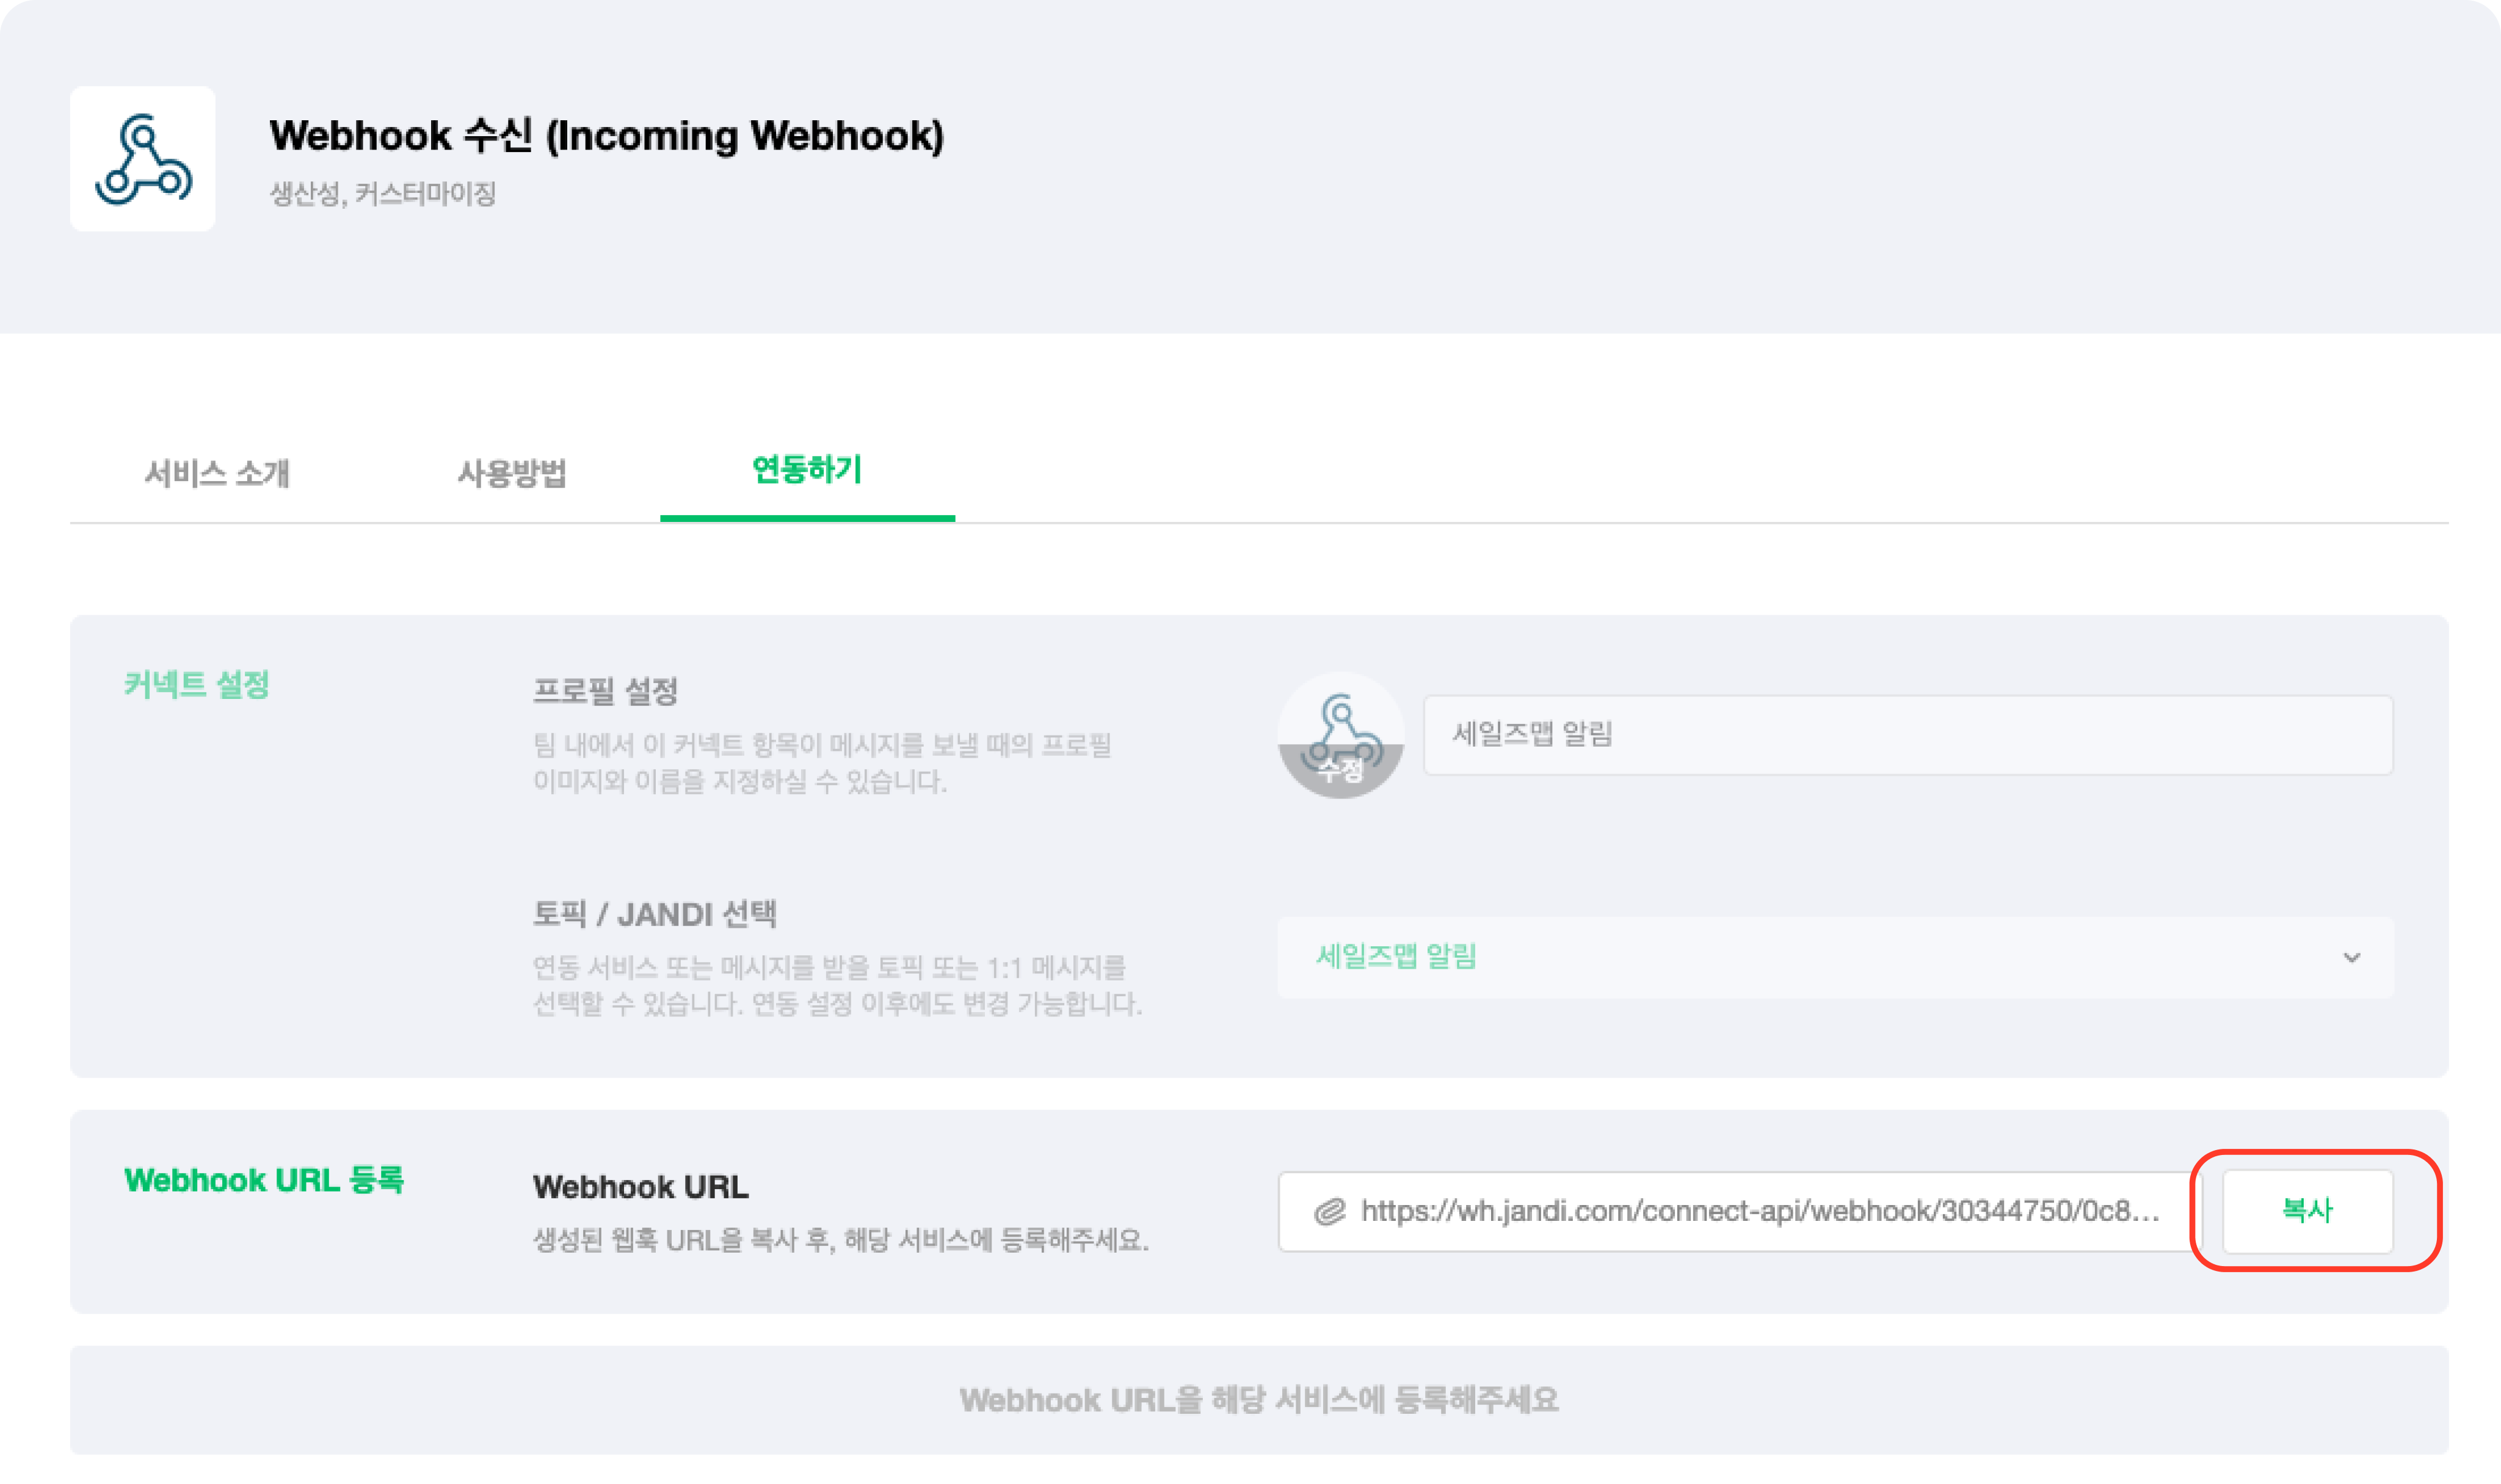 Webhook 수신 (Incoming Webhook)
생산성, 커스터마이징
서비스 소개
사용방법
연동하기
커넥트 설정
프로필 설정
팀 내에서 이 커넥트 항목이 메시지를 보낼 때의 프로필
이미지와 이름을 지정하실 수 있습니다.
수정
세일즈맵 알림
토픽 / JANDI 선택
연동 서비스 또는 메시지를 받을 토픽 또는 1:1 메시지를
선택할 수 있습니다. 연동 설정 이후에도 변경 가능합니다.
세일즈맵 알림
Webhook URL 등록
Webhook URL
생성된 웹훅 URL을 복사 후, 해당 서비스에 등록해주세요.
https://wh.jandi.com/connect-api/webhook/30344750/0c8...
복사
Webhook URL을 해당 서비스에 등록해주세요